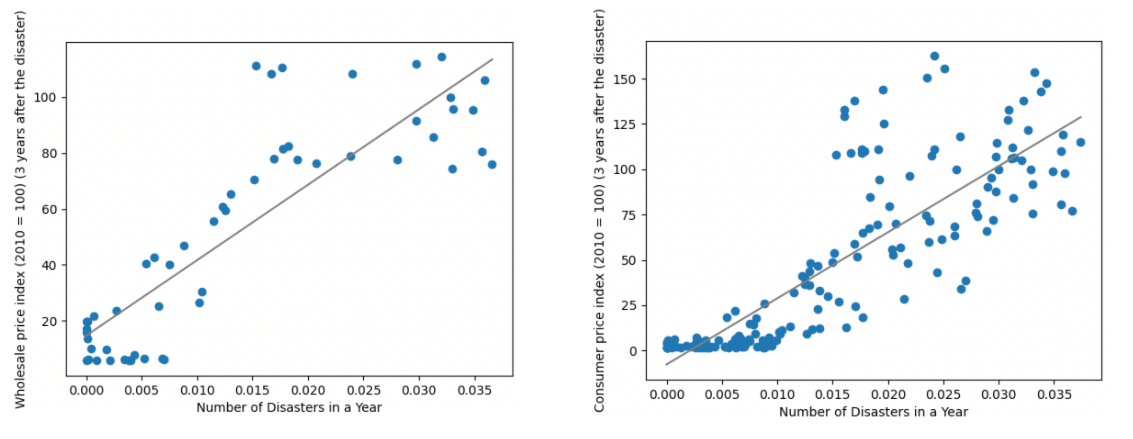 Wholesale price index (2010 = 100) (3 years after the disaster)
100
80
60
40
20
0.000 0.005 0.010 0.015 0.020 0.025 0.030 0.035
Number of Disasters in a Year
Consumer price index (2010 = 100) (3 years after the disaster)
150
125
100
75
50
25
0
0.000 0.005 0.010 0.015 0.020 0.025 0.030 0.035
Number of Disasters in a Year